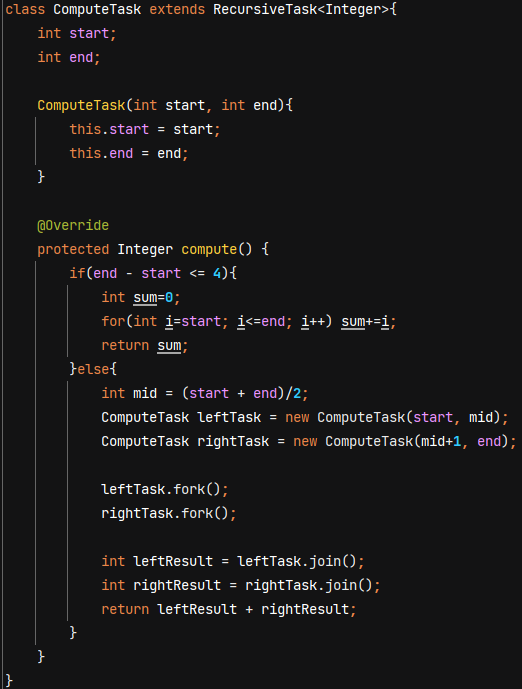 class ComputeTask extends RecursiveTask<Integer>{
    int start;
    int end;

    ComputeTask(int start, int end){
        this.start = start;
        this.end = end;
    }

    @Override
    protected Integer compute() {
        if(end - start <= 4){
            int sum=0;
            for(int i=start; i<=end; i++) sum+=i;
            return sum;
        }else{
            int mid = (start + end)/2;
            ComputeTask leftTask = new ComputeTask(start, mid);
            ComputeTask rightTask = new ComputeTask(mid+1, end);

            leftTask.fork();
            rightTask.fork();

            int leftResult = leftTask.join();
            int rightResult = rightTask.join();
            return leftResult + rightResult;
        }
    }
}